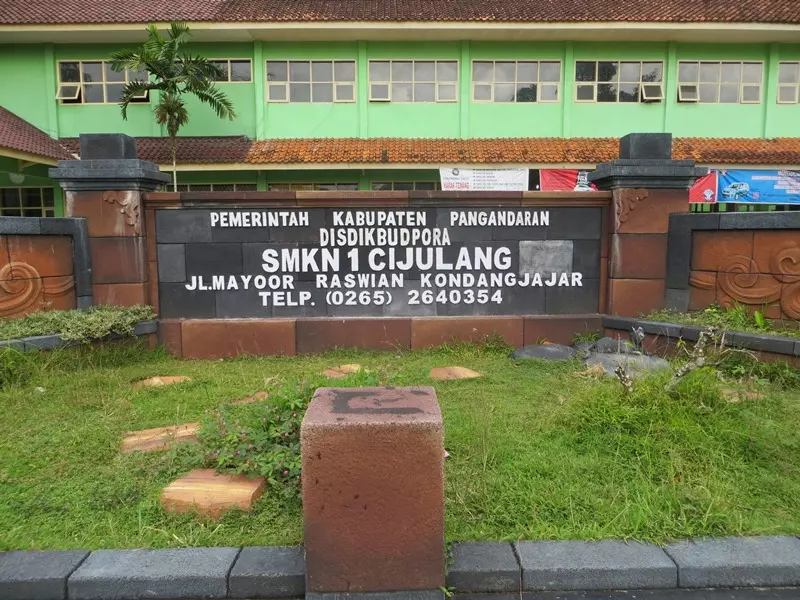 PEMERINTAH KABUPATEN PANGANDARAN
DISDIKBUDPORA
SMKN 1 CIJULANG
JL.MAYOOR RASWIAN KONDANGJAJAR
TELP. (0265) 2640354